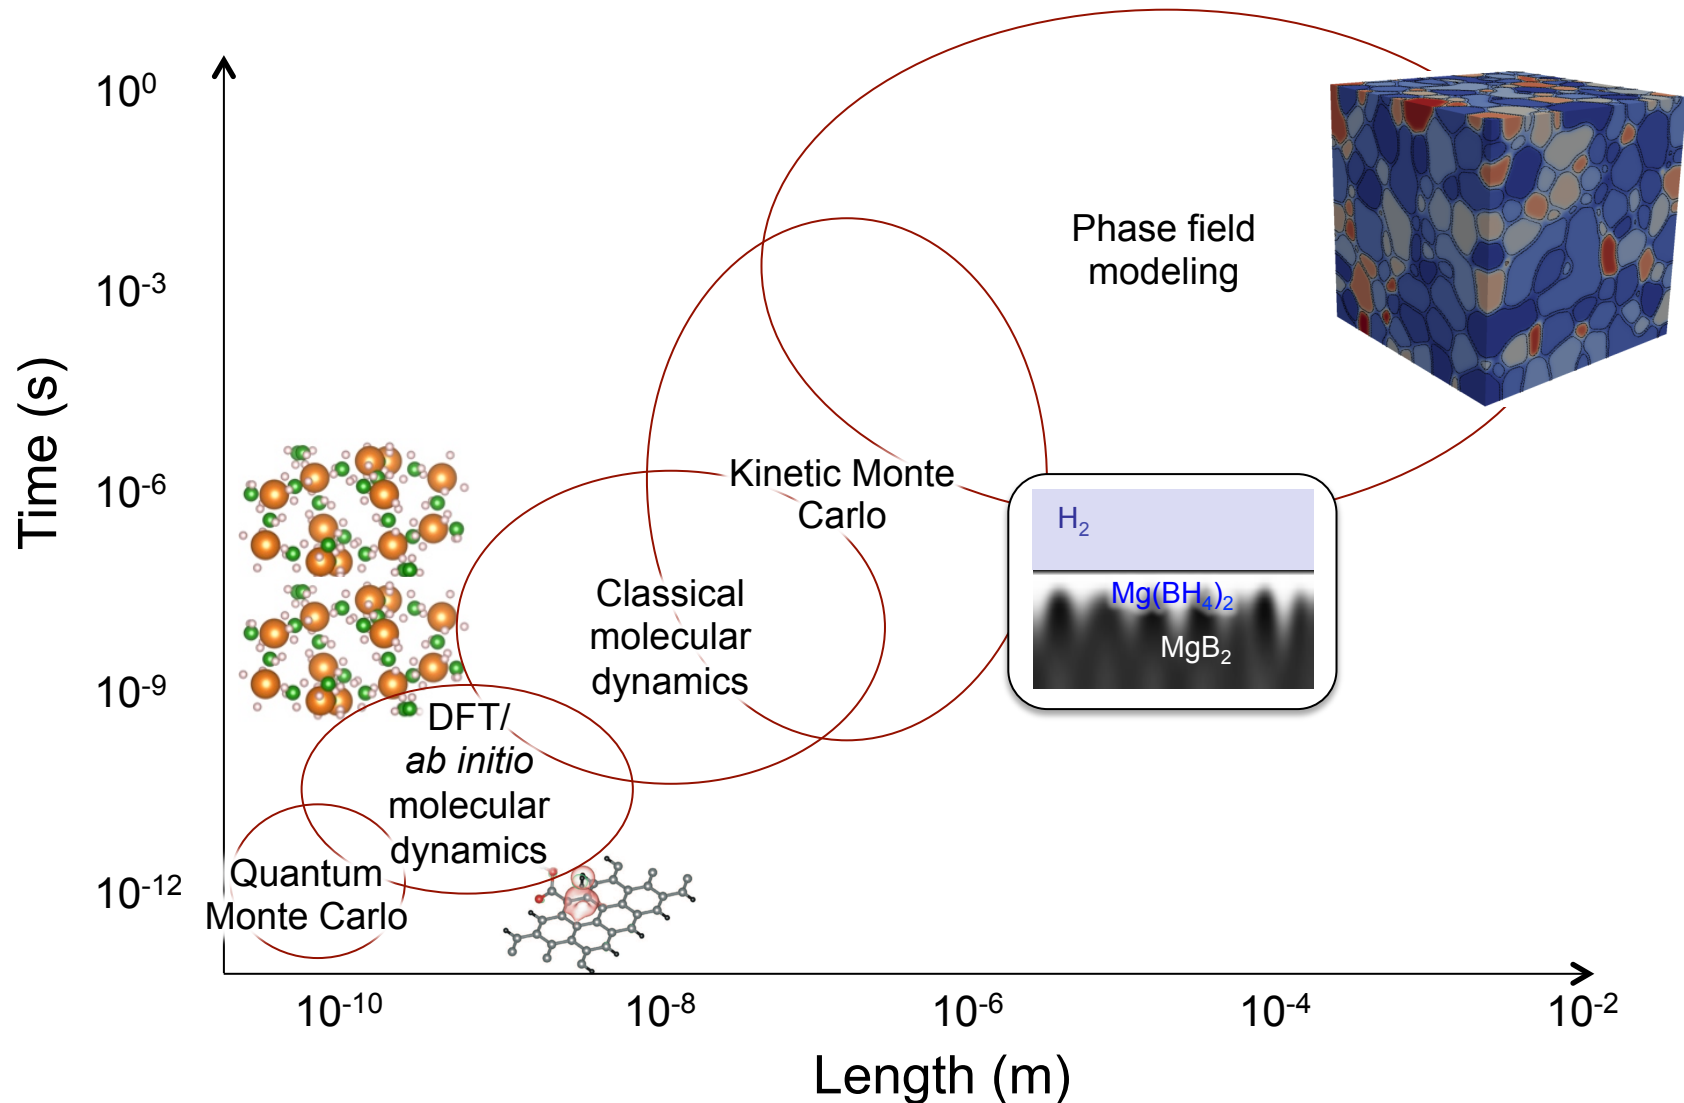 10⁰
10⁻³
10⁻⁶
10⁻⁹
10⁻¹²
Time (s)
Phase field
modeling
Kinetic Monte
Carlo
H₂
Mg(BH₄)₂
MgB₂
Classical
molecular
dynamics
DFT/
ab initio
molecular
dynamics
Quantum
Monte Carlo
10⁻¹⁰
10⁻⁸
10⁻⁶
10⁻⁴
10⁻²
Length (m)